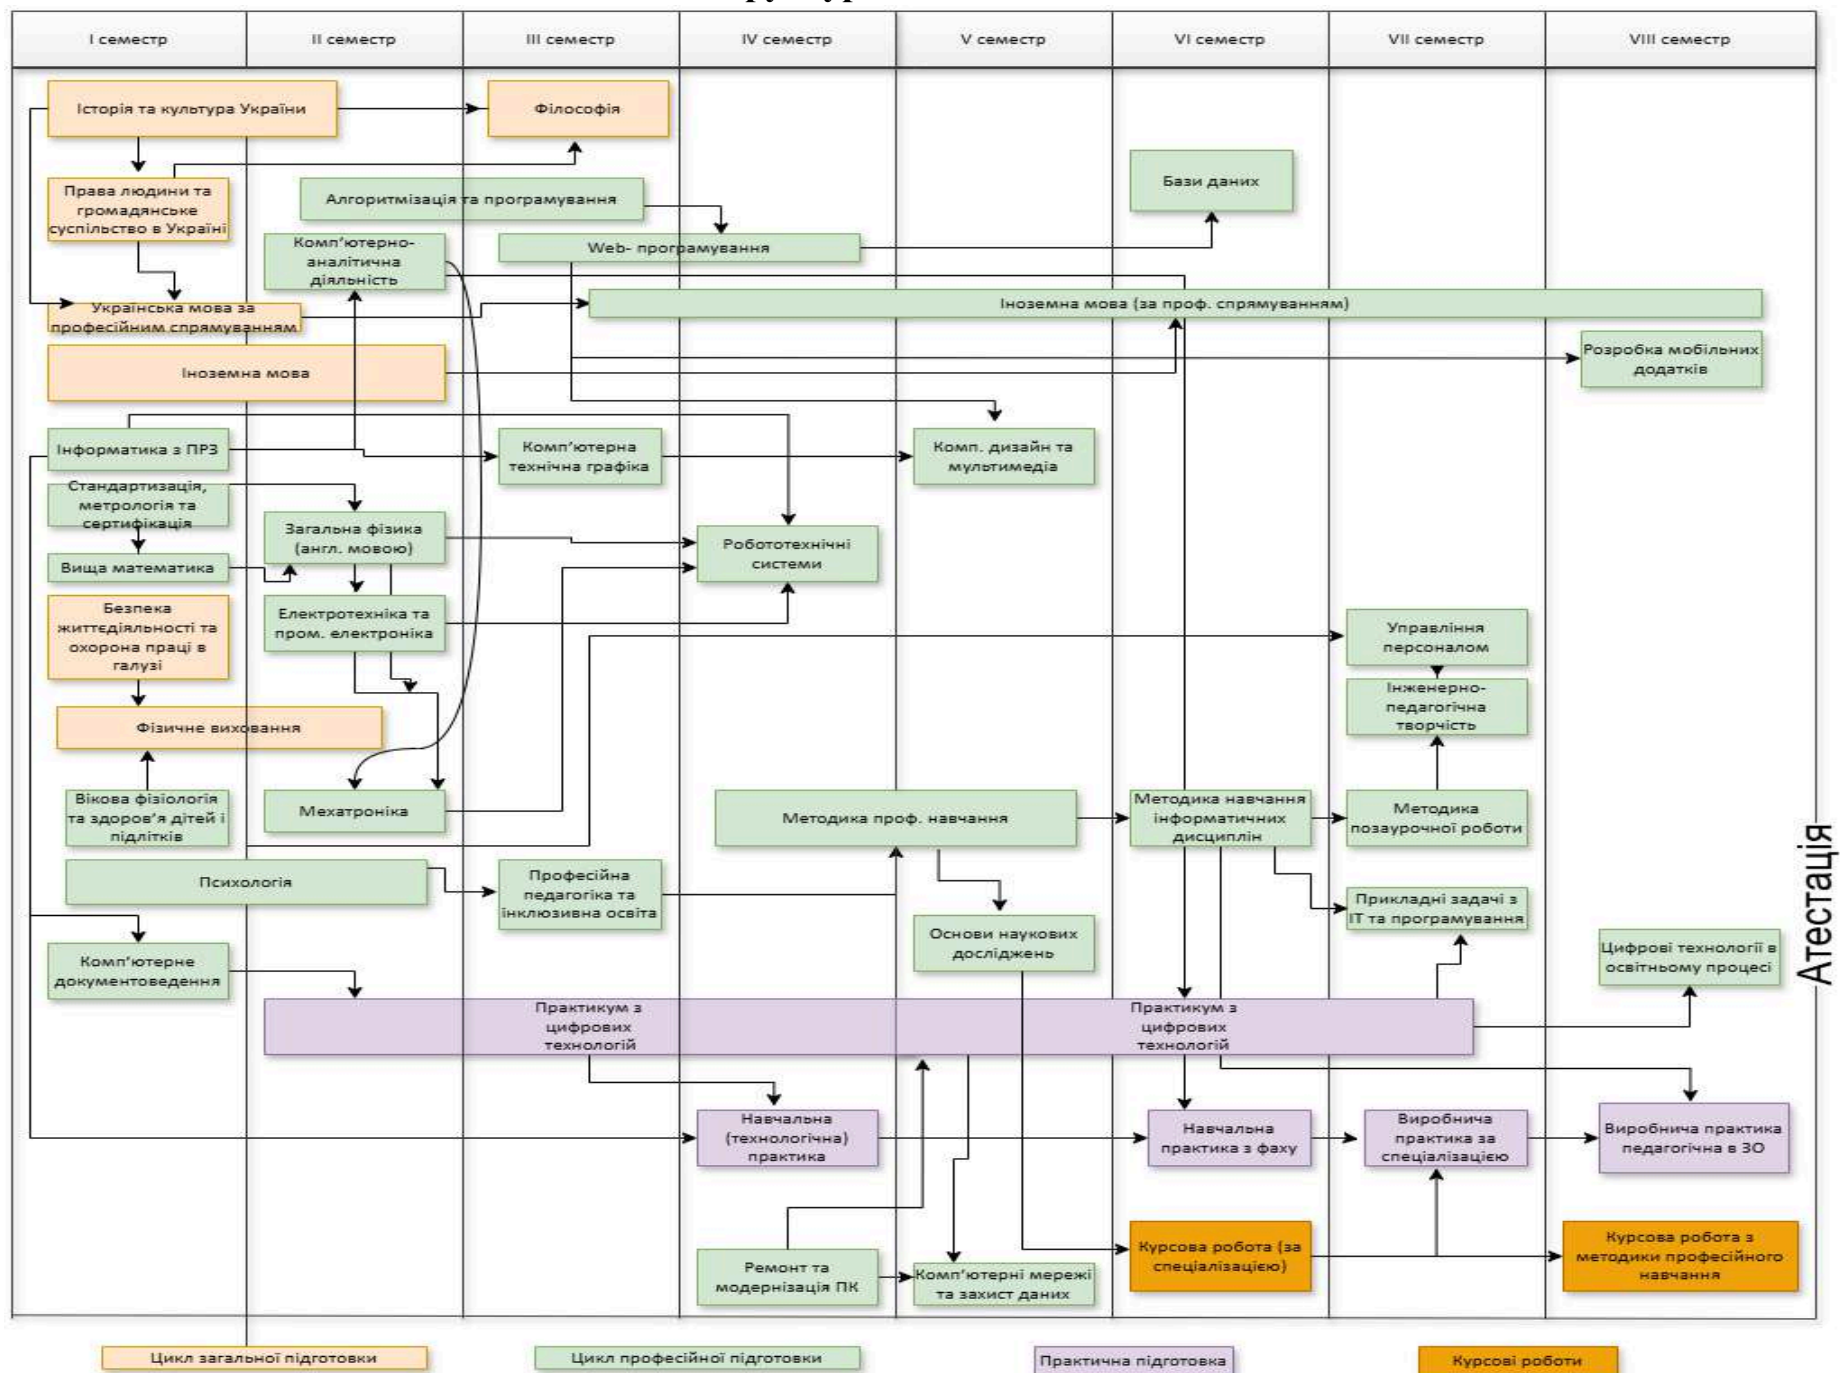 І семестр
ІІ семестр
ІІІ семестр
IV семестр
V семестр
VI семестр
VII семестр
VIII семестр
Історія та культура України
Філософія
Права людини та
громадянське
суспільство в Україні
Алгоритмізація та програмування
Бази даних
Комп'ютерно-
аналітична
діяльність
Web- програмування
Українська мова за
професійним спрямуванням
Іноземна мова (за проф. спрямуванням)
Іноземна мова
Розробка мобільних
додатків
Інформатика з ПРЗ
Комп'ютерна
технічна графіка
Комп. дизайн та
мультимедіа
Стандартизація,
метрологія та
сертифікація
Загальна фізика
(англ. мовою)
Робототехнічні
системи
Вища математика
Безпека
життєдіяльності та
охорона праці в
галузі
Електротехніка та
пром. електроніка
Управління
персоналом
Інженерно-
педагогічна
творчість
Фізичне виховання
Вікова фізіологія
та здоров'я дітей і
підлітків
Мехатроніка
Методика проф. навчання
Методика навчання
інформатичних
дисциплін
Методика
позаурочної роботи
Психологія
Професійна
педагогіка та
інклюзивна освіта
Прикладні задачі з
ІТ та програмування
Основи наукових
досліджень
Цифрові технології в
освітньому процесі
Атестація
Комп'ютерне
документоведення
Практикум з
цифрових
технологій
Практикум з
цифрових
технологій
Навчальна
(технологічна)
практика
Навчальна
практика з фаху
Виробнича
практика за
спеціалізацією
Виробнича практика
педагогічна в ЗО
Ремонт та
модернізація ПК
Комп'ютерні мережі
та захист даних
Курсова робота (за
спеціалізацією)
Курсова робота з
методики професійного
навчання
Цикл загальної підготовки
Цикл професійної підготовки
Практична підготовка
Курсові роботи